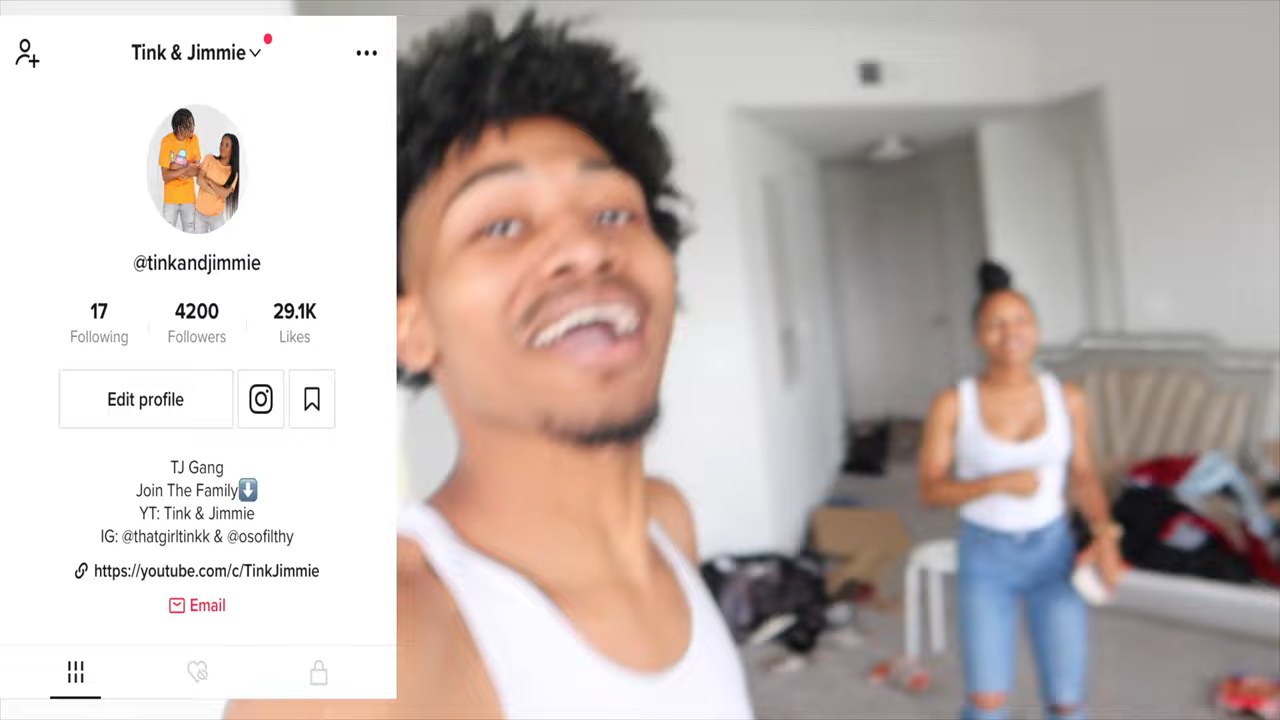 Tink & Jimmie
@tinkandjimmie
17 4200 29.1K
Following Followers Likes
Edit profile
TJ Gang
Join The Family⬇️
YT: Tink & Jimmie
IG: @thatgirltinkk & @osofilthy
https://youtube.com/c/TinkJimmie
Email